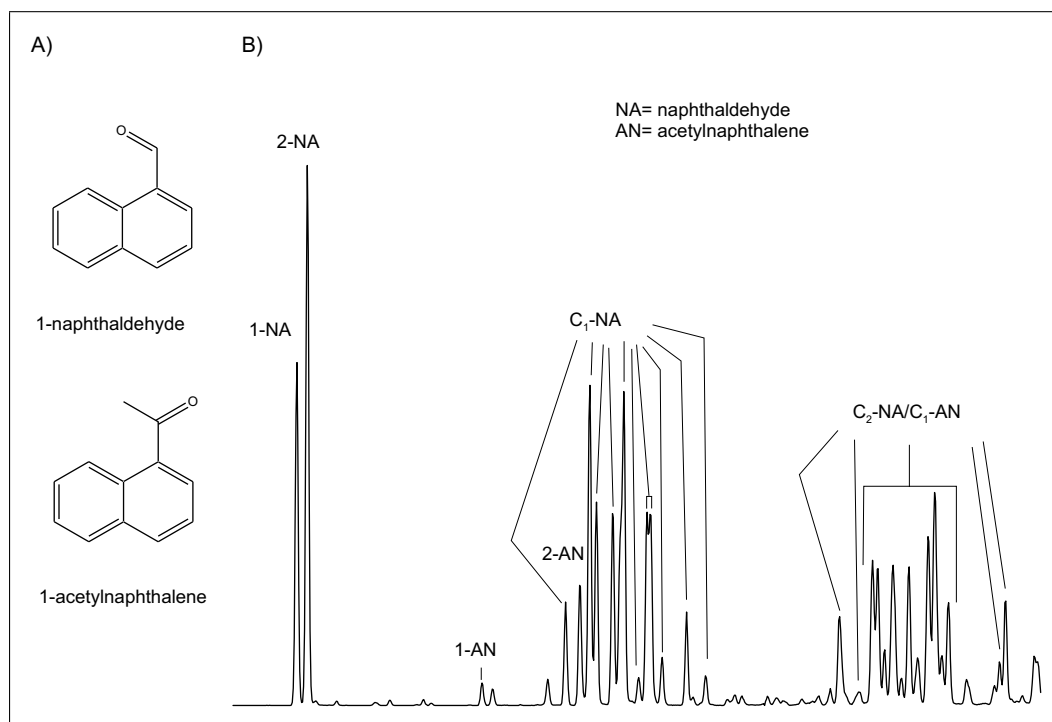 A)
B)
NA= naphthaldehyde
AN= acetylnaphthalene
O
1-naphthaldehyde
O
1-acetylnaphthalene
2-NA
1-NA
C₁-NA
2-AN
1-AN
C₂-NA/C₁-AN